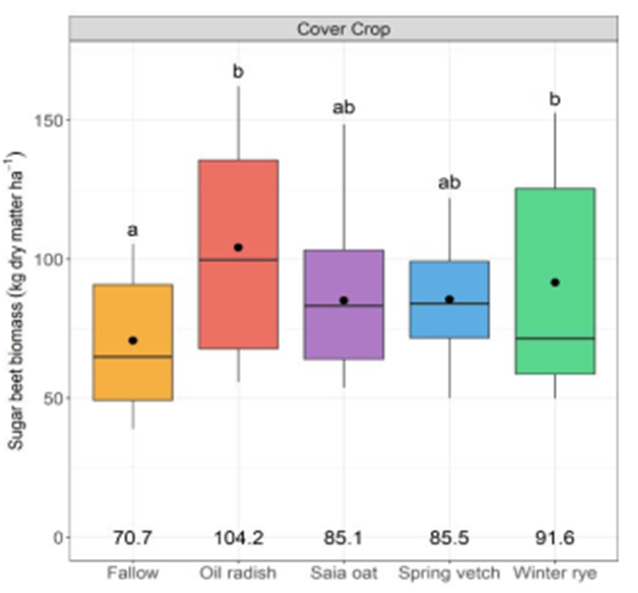 Cover Crop
Sugar beet biomass (kg dry matter ha⁻¹)
150
100
50
0
a
b
ab
ab
b
70.7 104.2 85.1 85.5 91.6
Fallow Oil radish Saia oat Spring vetch Winter rye